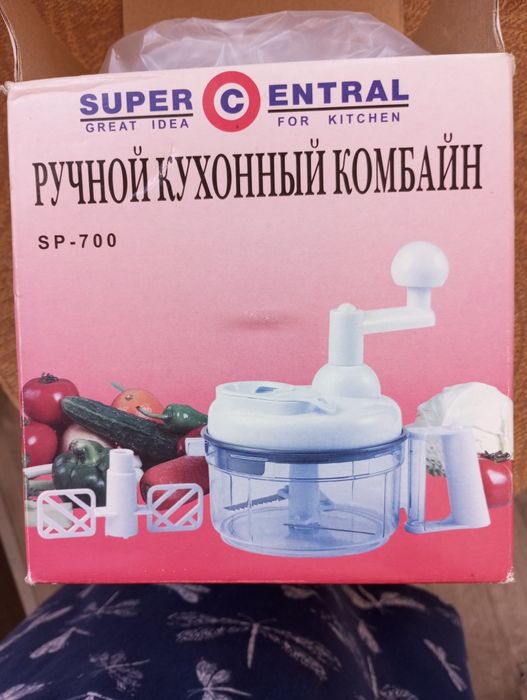 SUPER CENTRAL
GREAT IDEA FOR KITCHEN
РУЧНОЙ КУХОННЫЙ КОМБАЙН
SP-700